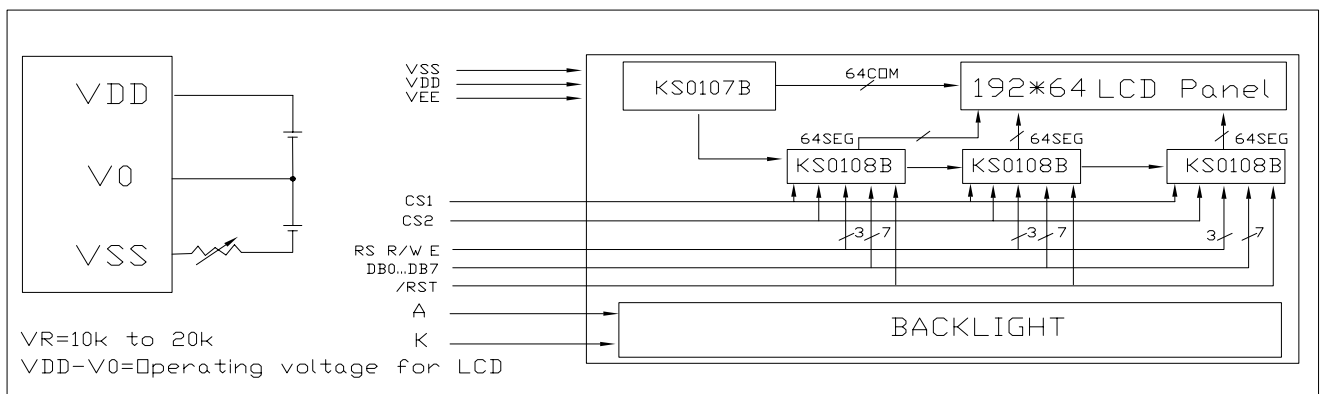 VDD
V0
VSS
VR=10k to 20k
VDD-V0=Operating voltage for LCD
VSS
VDD
VEE
CS1
CS2
RS R/W E
DB0...DB7
/RST
A
K
KS0107B
64COM
192*64 LCD Panel
64SEG
64SEG
64SEG
KS0108B
KS0108B
KS0108B
3
7
3
7
3
7
BACKLIGHT